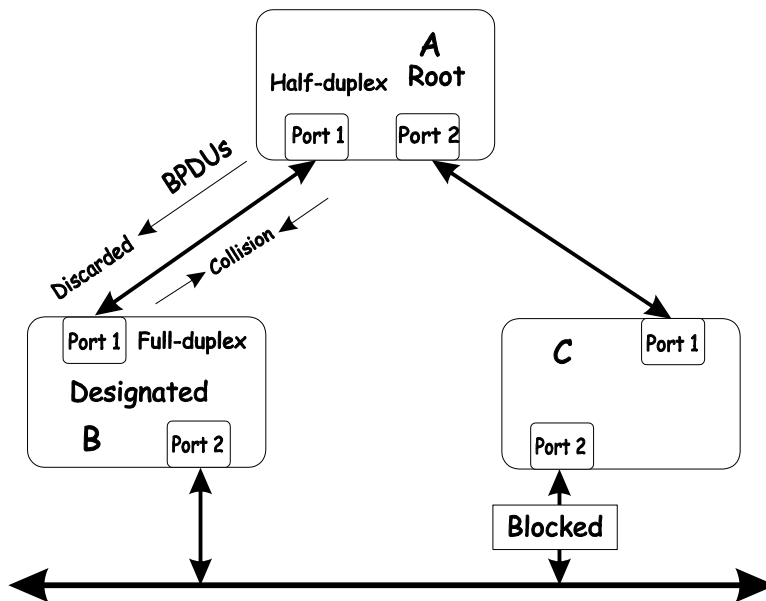 A
Root
Half-duplex
Port 1
Port 2
BPDUs
Discarded
Collision
Port 1
Full-duplex
Designated
B
Port 2
C
Port 1
Port 2
Blocked